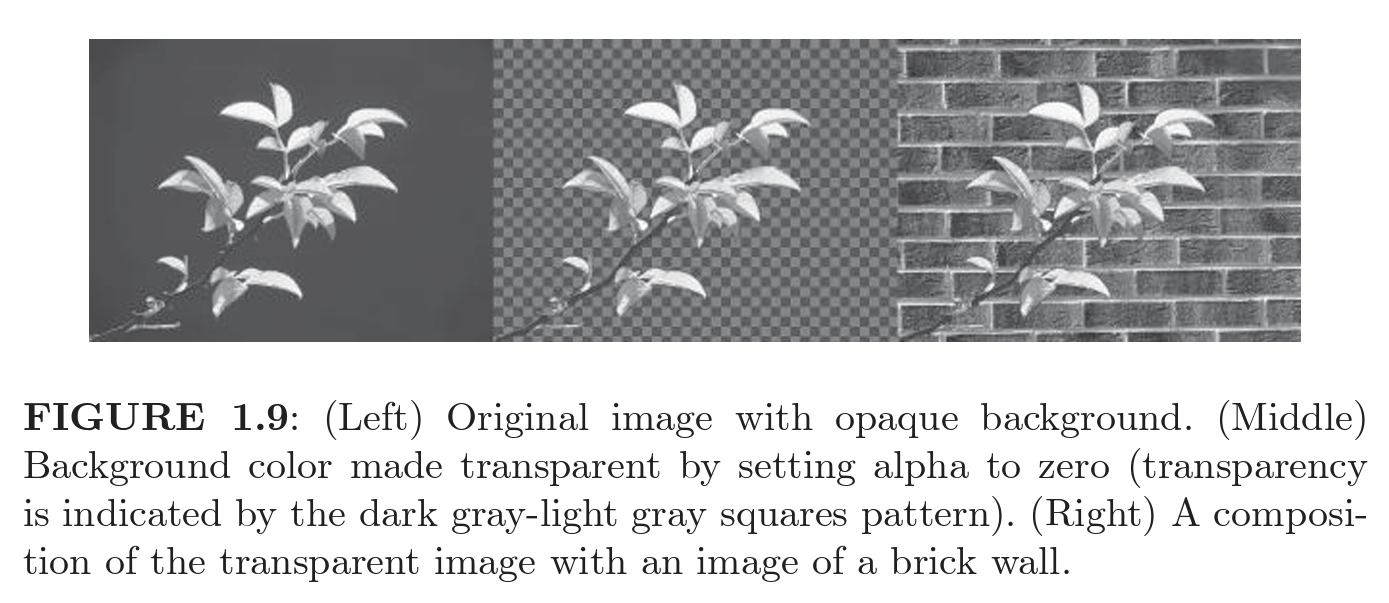 FIGURE 1.9: (Left) Original image with opaque background. (Middle)
Background color made transparent by setting alpha to zero (transparency
is indicated by the dark gray-light gray squares pattern). (Right) A composi-
tion of the transparent image with an image of a brick wall.